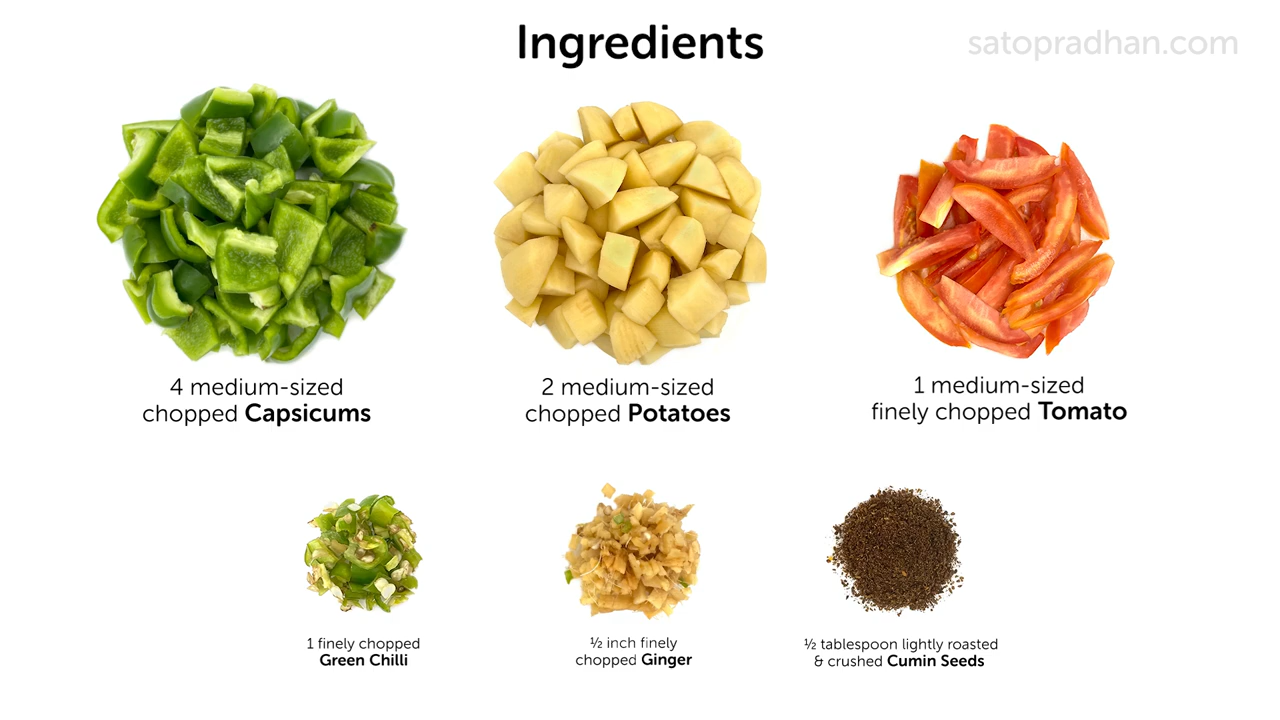 Ingredients
satopradhan.com
4 medium-sized
chopped Capsicums
2 medium-sized
chopped Potatoes
1 medium-sized
finely chopped Tomato
1 finely chopped
Green Chilli
½ inch finely
chopped Ginger
½ tablespoon lightly roasted
& crushed Cumin Seeds